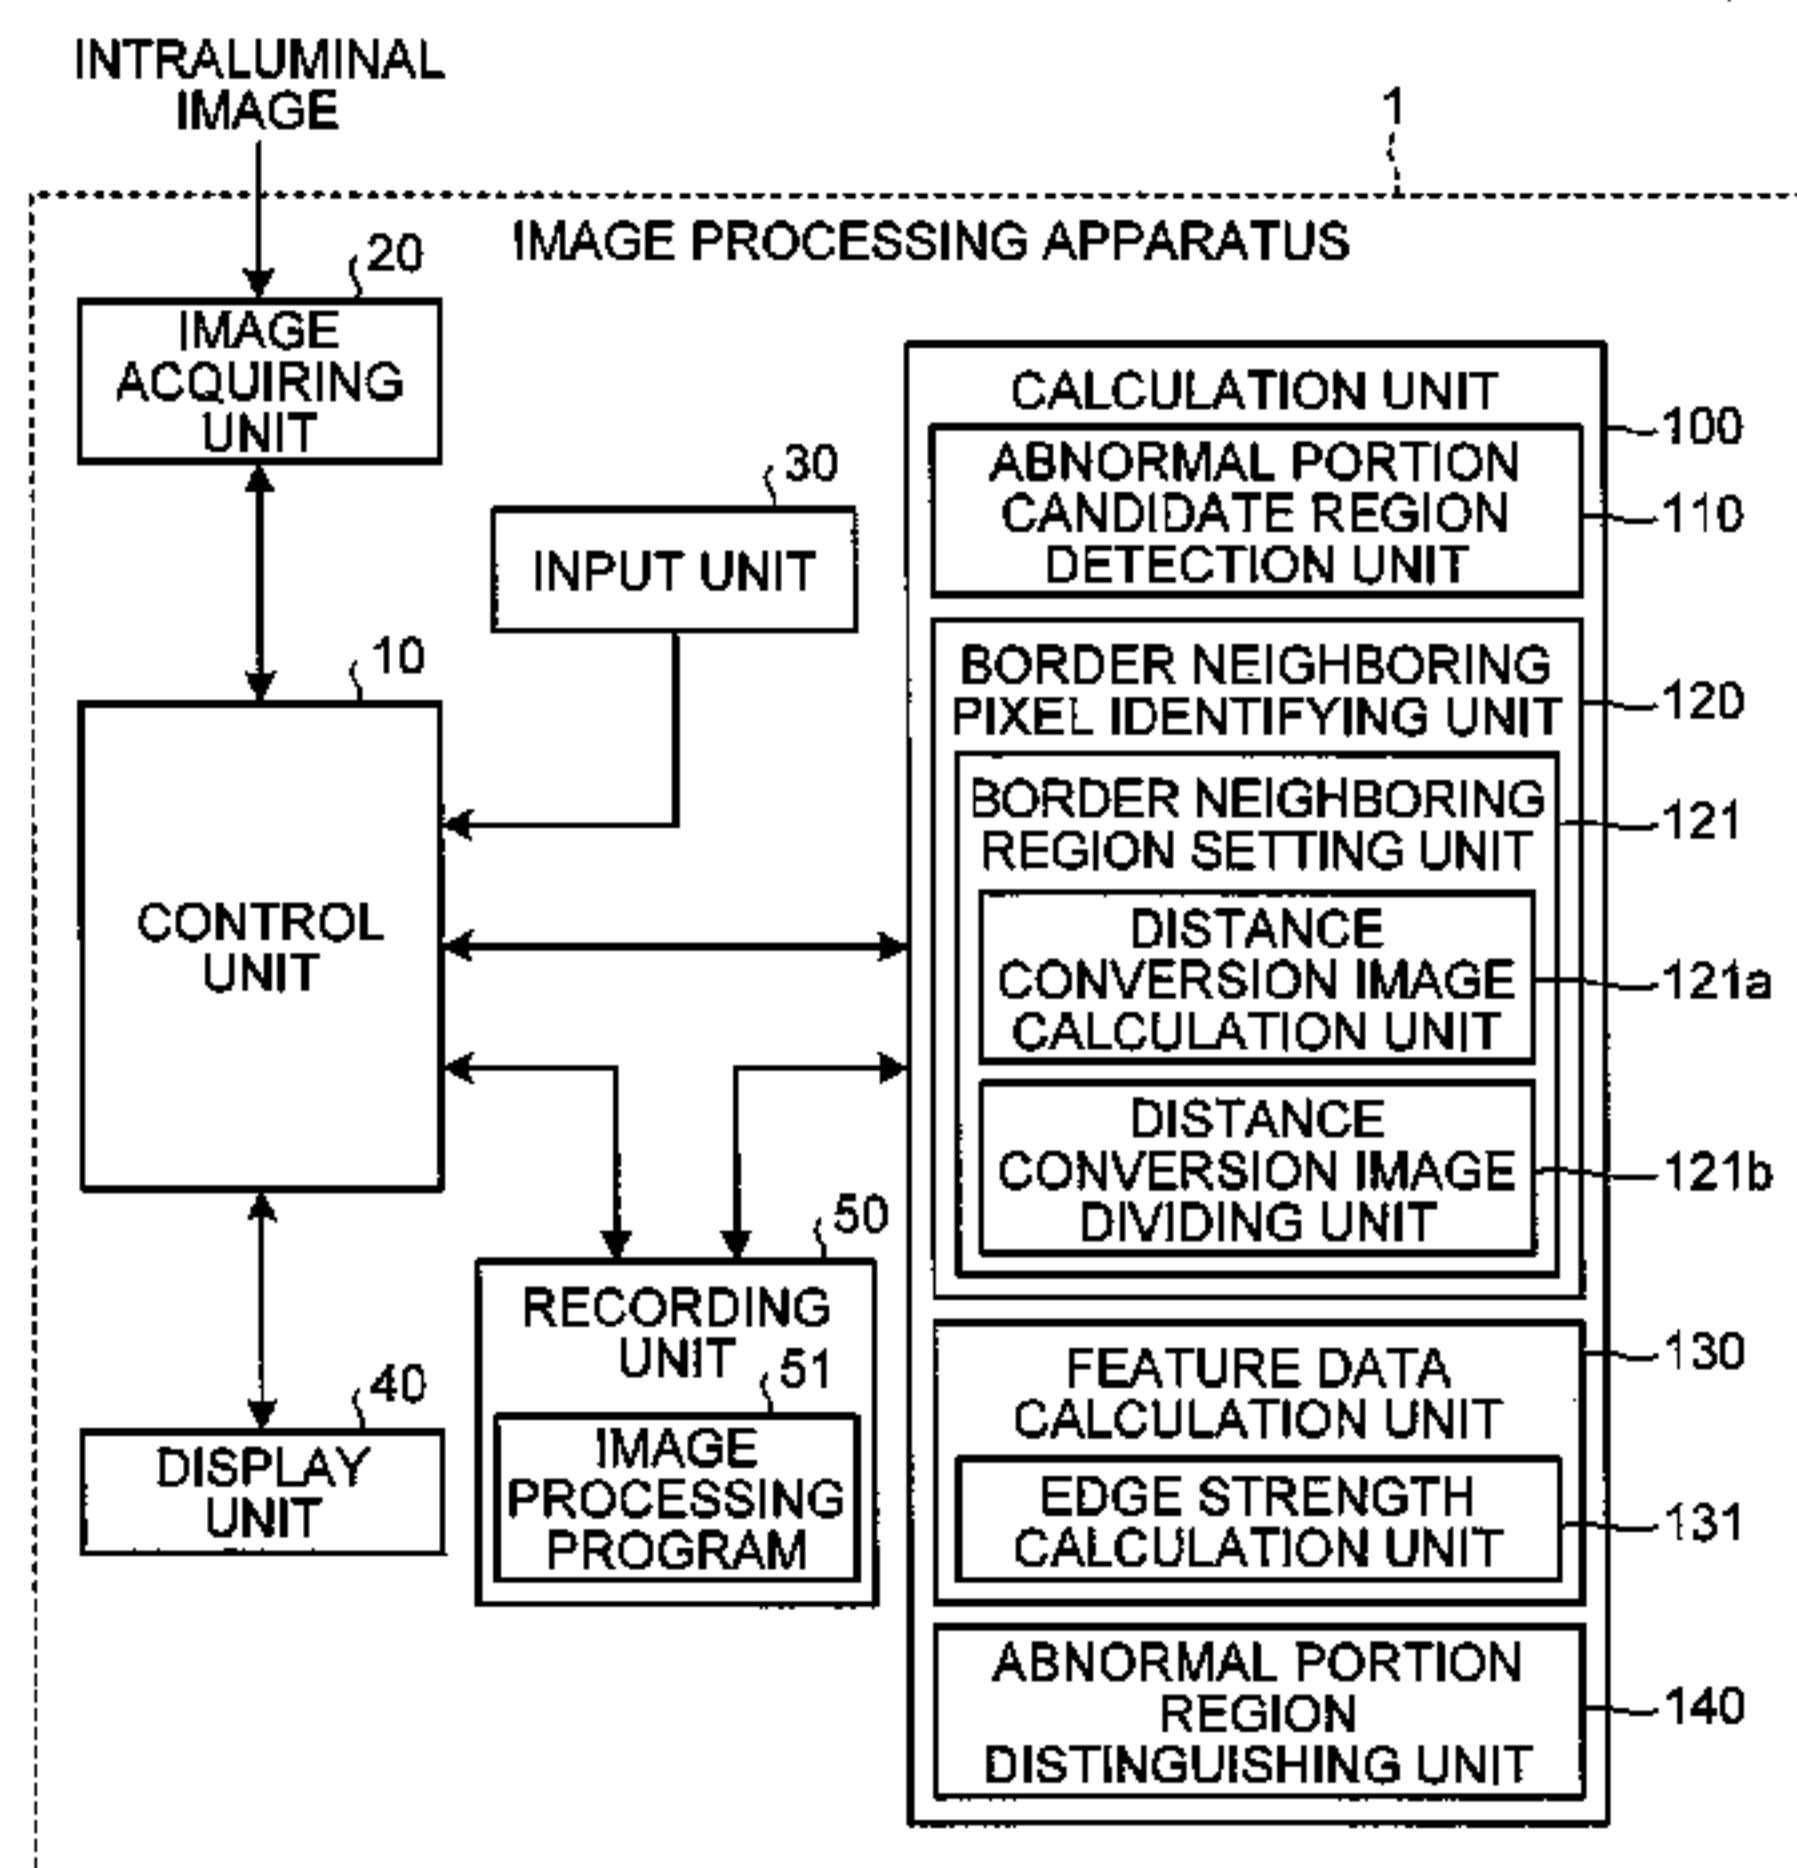 INTRALUMINAL
IMAGE
1
IMAGE PROCESSING APPARATUS
20
IMAGE
ACQUIRING
UNIT
30
INPUT UNIT
10
CONTROL
UNIT
40
DISPLAY
UNIT
50
RECORDING
UNIT
51
IMAGE
PROCESSING
PROGRAM
CALCULATION UNIT
100
ABNORMAL PORTION
CANDIDATE REGION
DETECTION UNIT
110
BORDER NEIGHBORING
PIXEL IDENTIFYING UNIT
120
BORDER NEIGHBORING
REGION SETTING UNIT
121
DISTANCE
CONVERSION IMAGE
CALCULATION UNIT
121a
DISTANCE
CONVERSION IMAGE
DIVIDING UNIT
121b
FEATURE DATA
CALCULATION UNIT
130
EDGE STRENGTH
CALCULATION UNIT
131
ABNORMAL PORTION
REGION
DISTINGUISHING UNIT
140